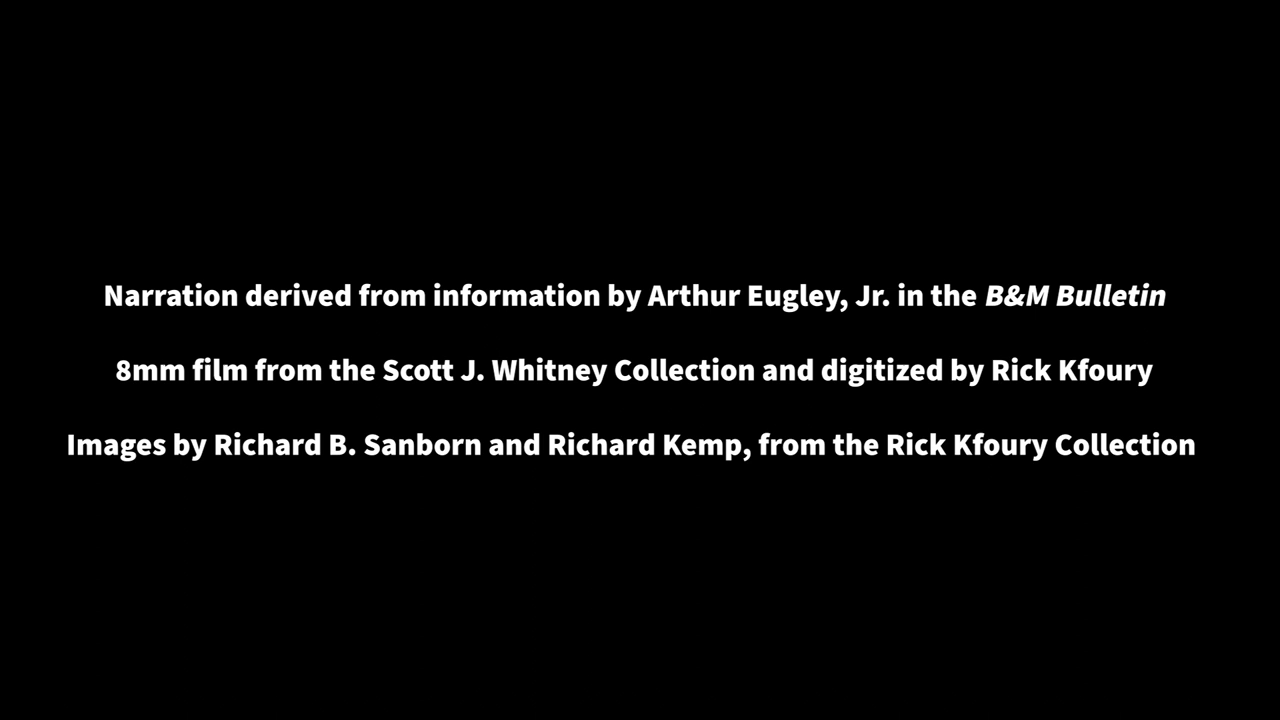 Narration derived from information by Arthur Eugley, Jr. in the B&M Bulletin
8mm film from the Scott J. Whitney Collection and digitized by Rick Kfoury
Images by Richard B. Sanborn and Richard Kemp, from the Rick Kfoury Collection